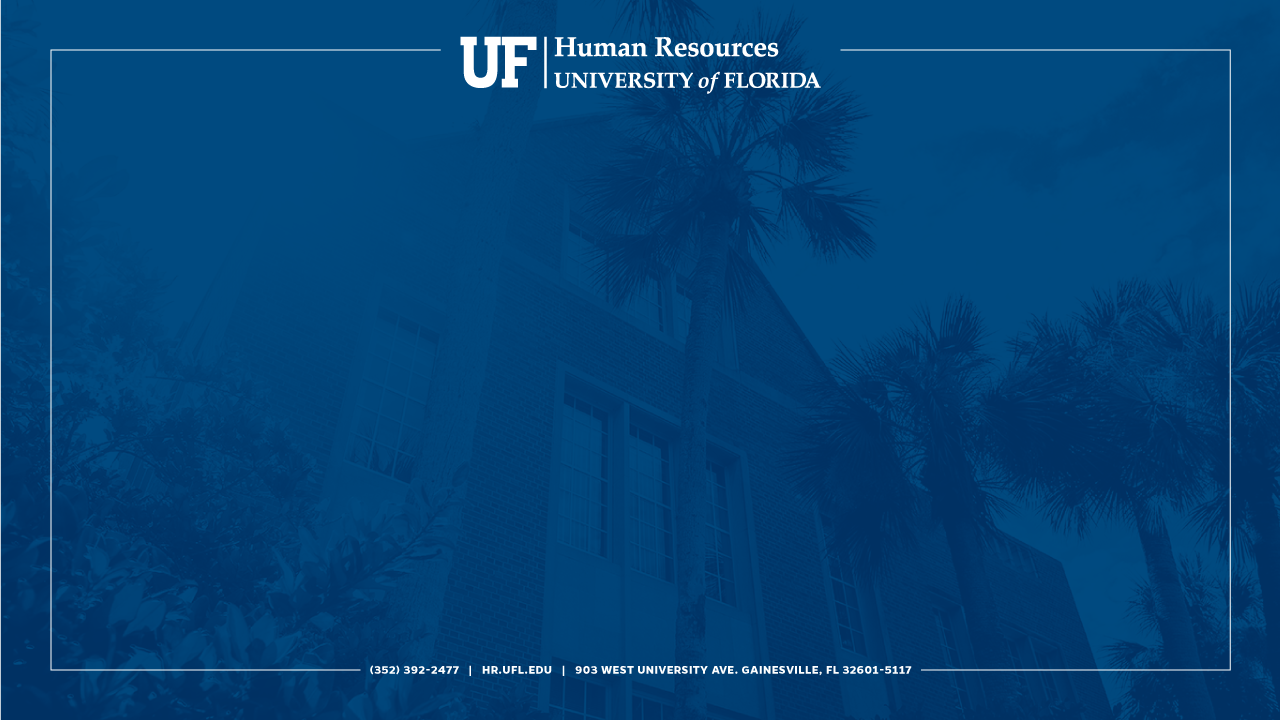 UF Human Resources
UNIVERSITY of FLORIDA
(352) 392-2477 | HR.UFL.EDU | 903 WEST UNIVERSITY AVE. GAINESVILLE, FL 32601-5117